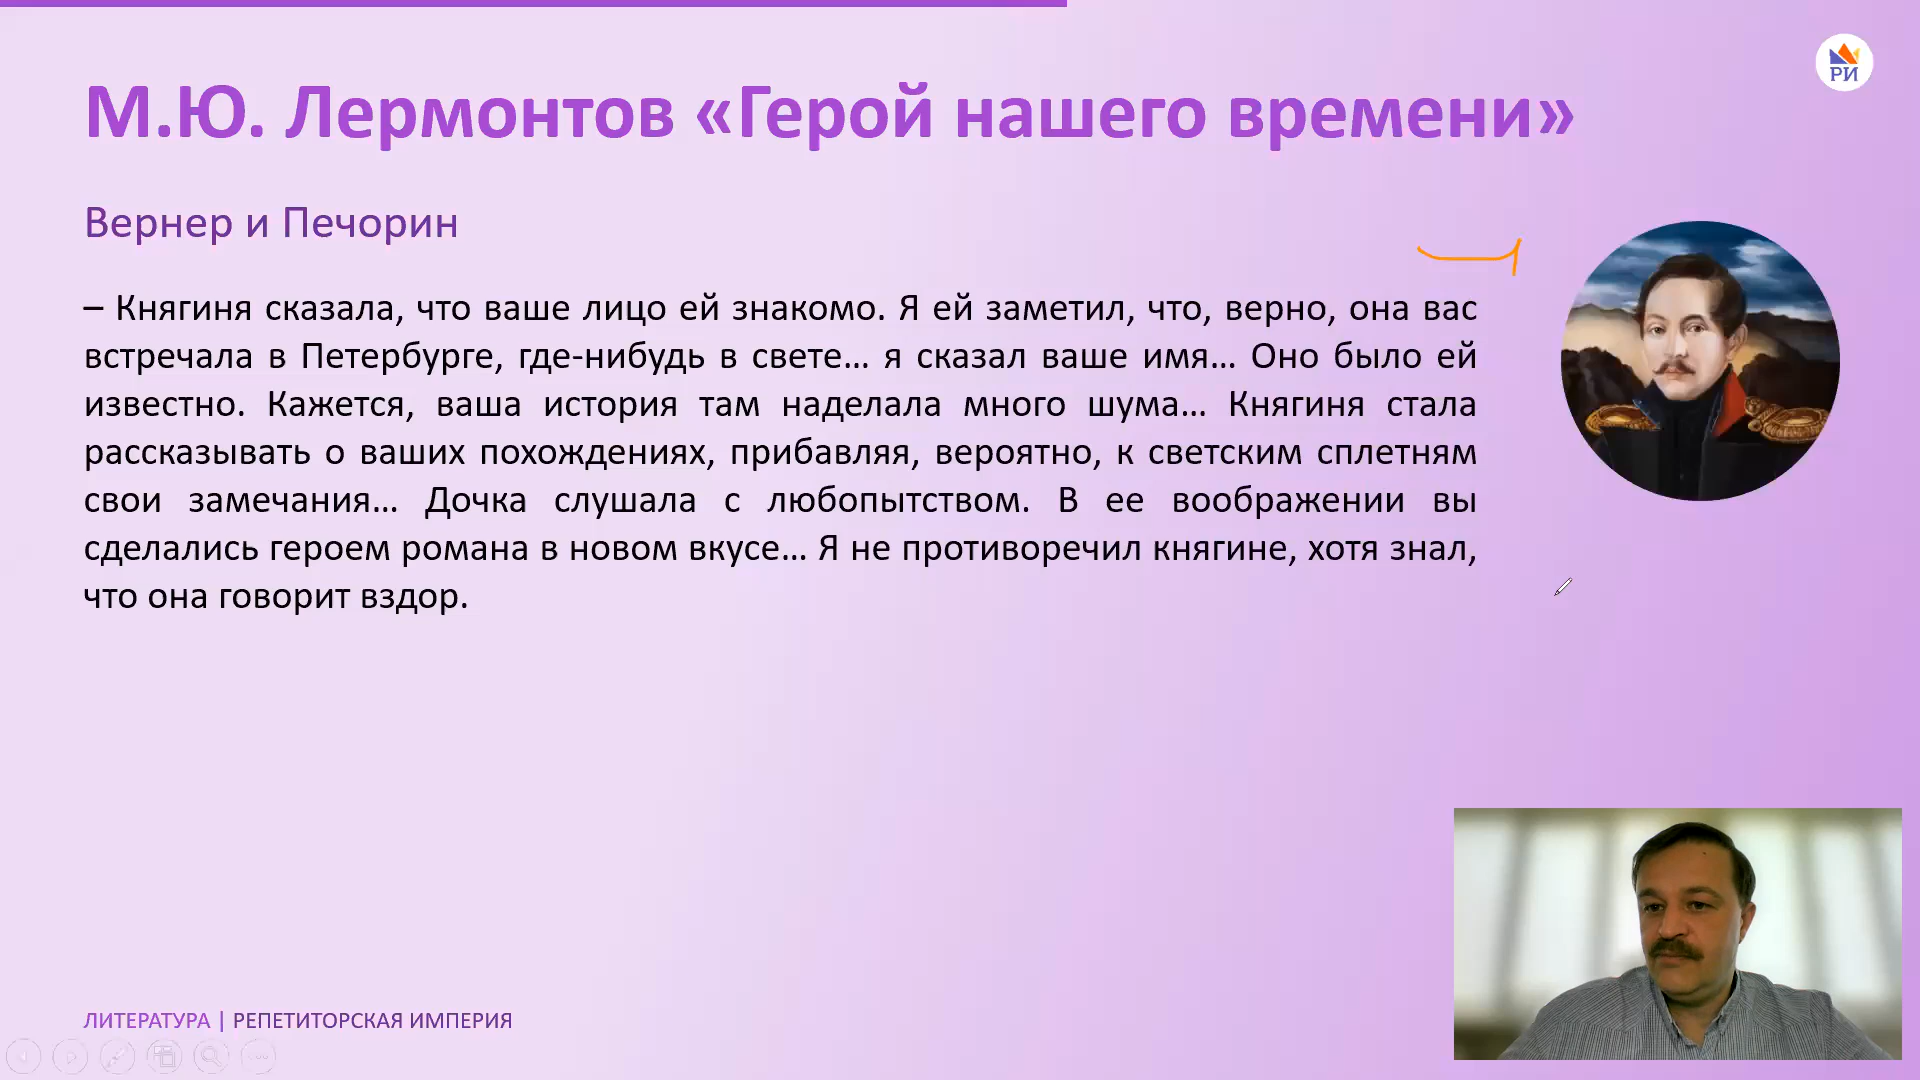 РИ
М.Ю. Лермонтов «Герой нашего времени»
Вернер и Печорин
– Княгиня сказала, что ваше лицо ей знакомо. Я ей заметил, что, верно, она вас
встречала в Петербурге, где-нибудь в свете… я сказал ваше имя… Оно было ей
известно. Кажется, ваша история там наделала много шума… Княгиня стала
рассказывать о ваших похождениях, прибавляя, вероятно, к светским сплетням
свои замечания… Дочка слушала с любопытством. В ее воображении вы
сделались героем романа в новом вкусе… Я не противоречил княгине, хотя знал,
что она говорит вздор.
ЛИТЕРАТУРА | РЕПЕТИТОРСКАЯ ИМПЕРИЯ